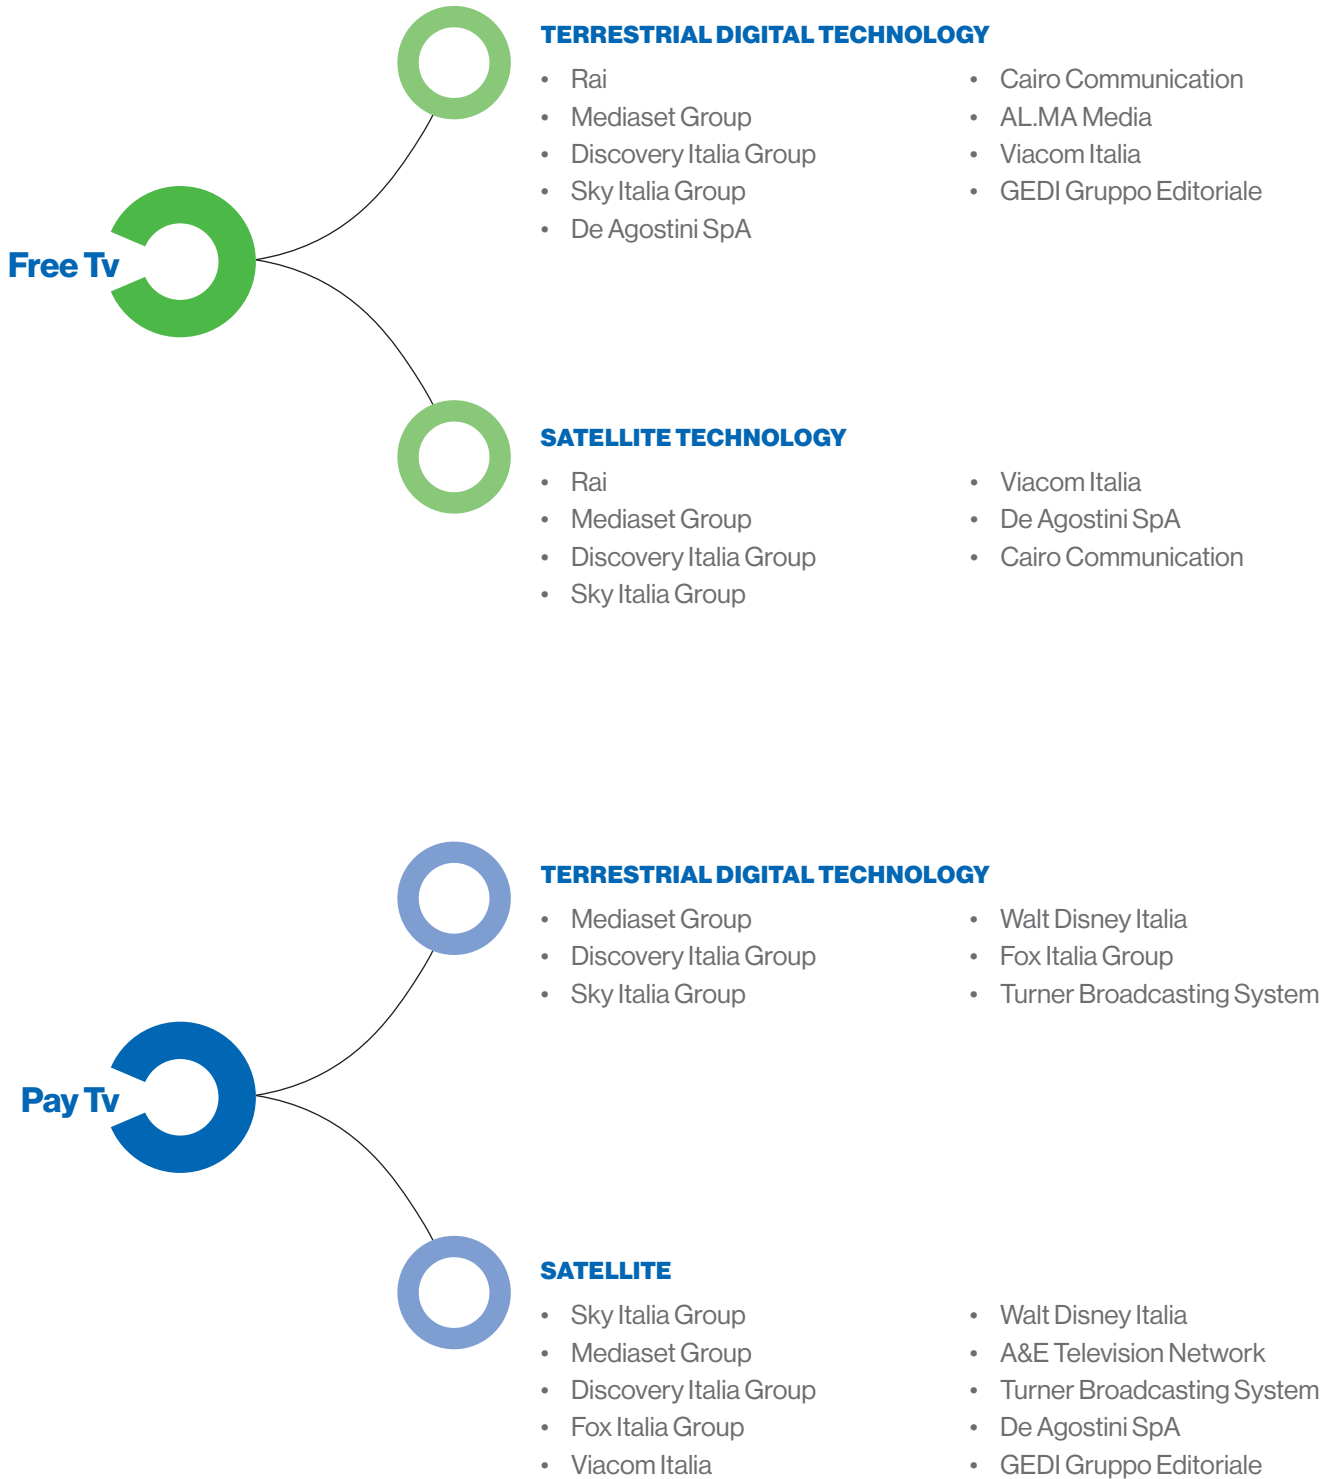 Free Tv
TERRESTRIAL DIGITAL TECHNOLOGY
• Rai
• Mediaset Group
• Discovery Italia Group
• Sky Italia Group
• De Agostini SpA
• Cairo Communication
• AL.MA Media
• Viacom Italia
• GEDI Gruppo Editoriale
SATELLITE TECHNOLOGY
• Rai
• Mediaset Group
• Discovery Italia Group
• Sky Italia Group
• Viacom Italia
• De Agostini SpA
• Cairo Communication
Pay Tv
TERRESTRIAL DIGITAL TECHNOLOGY
• Mediaset Group
• Discovery Italia Group
• Sky Italia Group
• Walt Disney Italia
• Fox Italia Group
• Turner Broadcasting System
SATELLITE
• Sky Italia Group
• Mediaset Group
• Discovery Italia Group
• Fox Italia Group
• Viacom Italia
• Walt Disney Italia
• A&E Television Network
• Turner Broadcasting System
• De Agostini SpA
• GEDI Gruppo Editoriale